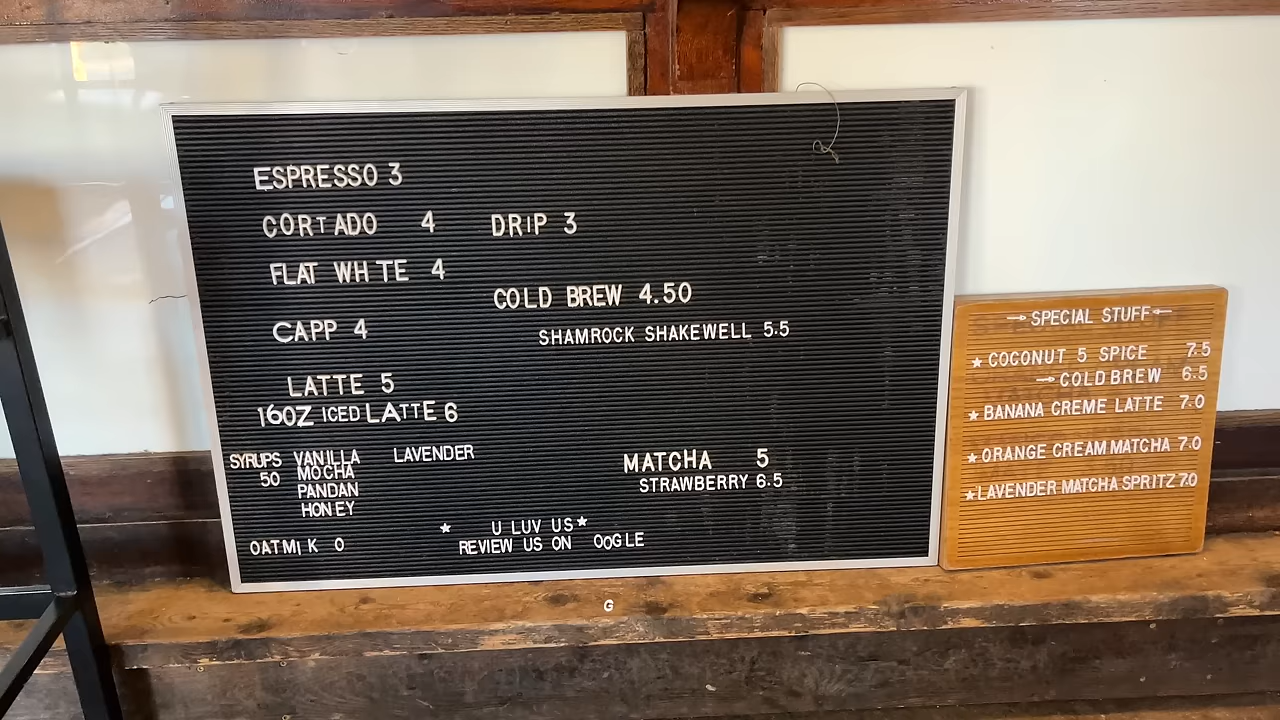 ESPRESSO 3
CORTADO 4
FLAT WH TE 4
CAPP 4
LATTE 5
16OZ ICED LATTE 6
SYRUPS VANILLA LAVENDER
50 MOCHA
PANDAN
HONEY
OATMI K 0
DRIP 3
COLD BREW 4.50
SHAMROCK SHAKEWELL 5.5
MATCHA 5
STRAWBERRY 6.5
★ U LUV US ★
REVIEW US ON OOGLE
G
SPECIAL STUFF
★ COCONUT 5 SPICE 7.5
→ COLD BREW 6.5
★ BANANA CREME LATTE 7.0
★ ORANGE CREAM MATCHA 7.0
★ LAVENDER MATCHA SPRITZ 7.0